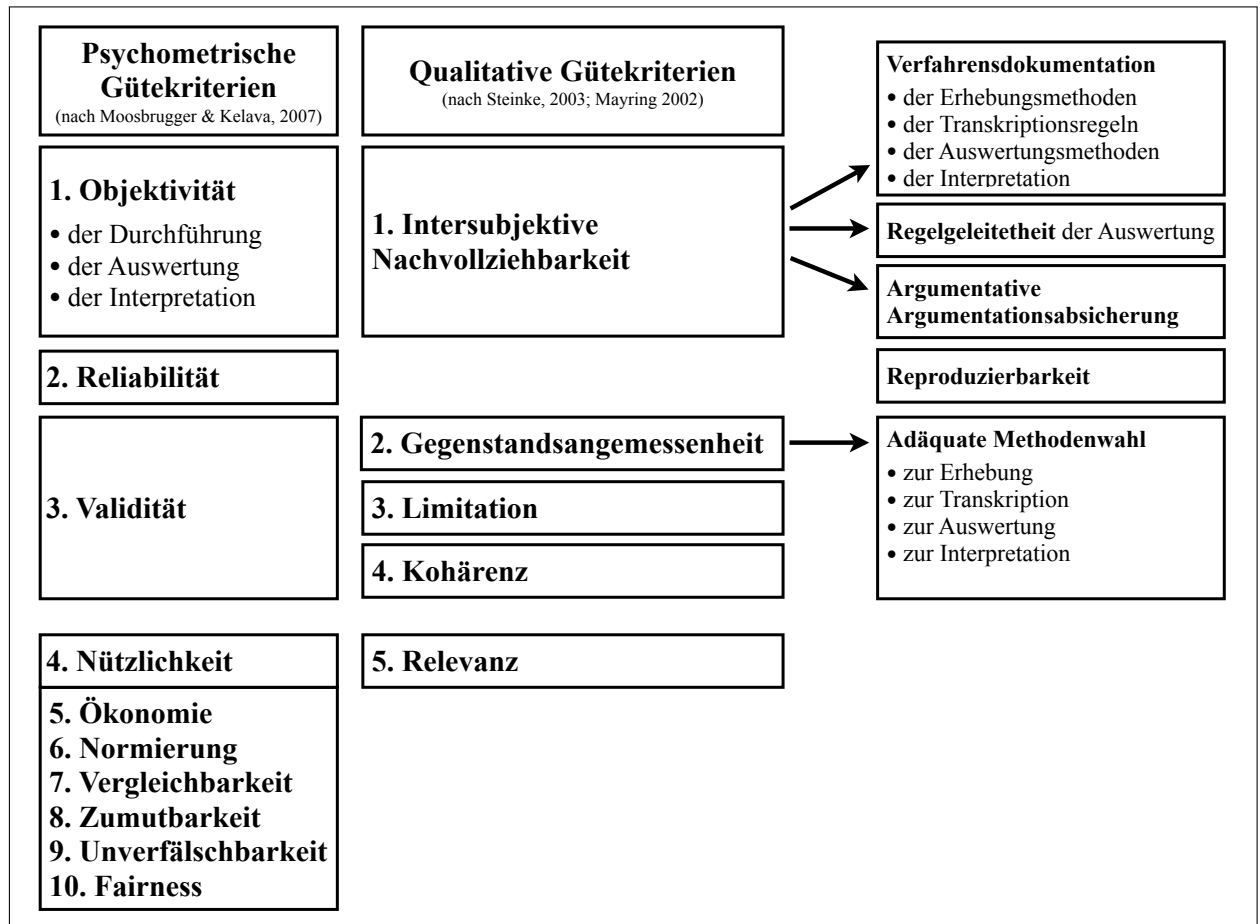 Psychometrische
Gütekriterien
(nach Moosbrugger & Kelava, 2007)
Qualitative Gütekriterien
(nach Steinke, 2003; Mayring 2002)
Verfahrensdokumentation
• der Erhebungsmethoden
• der Transkriptionsregeln
• der Auswertungsmethoden
• der Interpretation
1. Objektivität
• der Durchführung
• der Auswertung
• der Interpretation
1. Intersubjektive
Nachvollziehbarkeit
Regelgeleitetheit der Auswertung
Argumentative
Argumentationsabsicherung
2. Reliabilität
Reproduzierbarkeit
3. Validität
2. Gegenstandsangemessenheit
3. Limitation
4. Kohärenz
Adäquate Methodenwahl
• zur Erhebung
• zur Transkription
• zur Auswertung
• zur Interpretation
4. Nützlichkeit
5. Relevanz
5. Ökonomie
6. Normierung
7. Vergleichbarkeit
8. Zumutbarkeit
9. Unverfälschbarkeit
10. Fairness